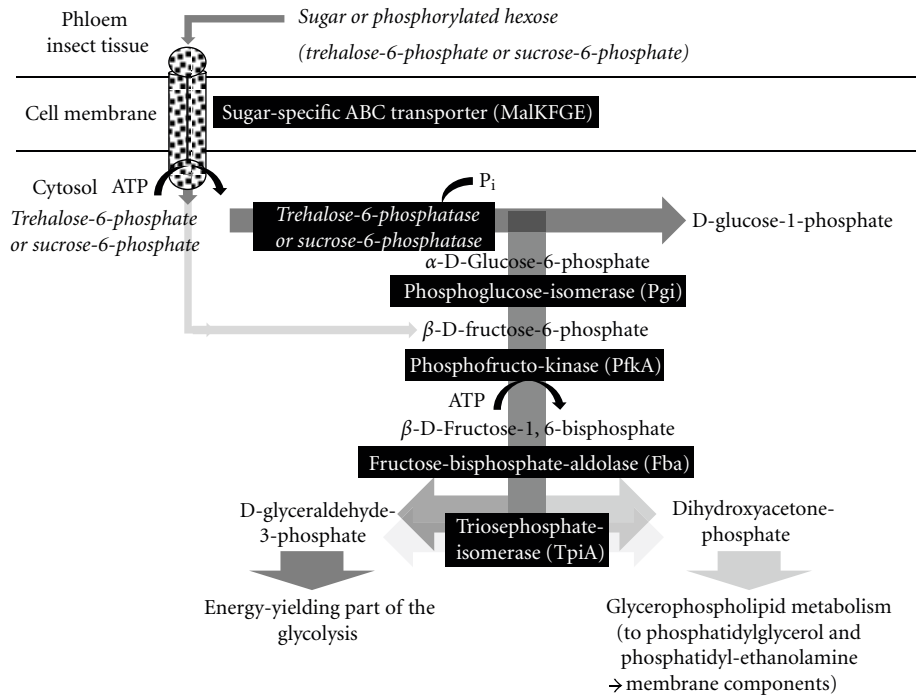 Phloem
insect tissue
Sugar or phosphorylated hexose
(trehalose-6-phosphate or sucrose-6-phosphate)
Cell membrane
Sugar-specific ABC transporter (MalKFGE)
Cytosol
ATP
Trehalose-6-phosphate
or sucrose-6-phosphate
Pi
Trehalose-6-phosphatase
or sucrose-6-phosphatase
D-glucose-1-phosphate
α-D-Glucose-6-phosphate
Phosphoglucose-isomerase (Pgi)
β-D-fructose-6-phosphate
Phosphofructo-kinase (PfkA)
ATP
β-D-Fructose-1, 6-bisphosphate
Fructose-bisphosphate-aldolase (Fba)
D-glyceraldehyde-
3-phosphate
Triosephosphate-
isomerase (TpiA)
Dihydroxyacetone-
phosphate
Energy-yielding part of the
glycolysis
Glycerophospholipid metabolism
(to phosphatidylglycerol and
phosphatidyl-ethanolamine
→ membrane components)